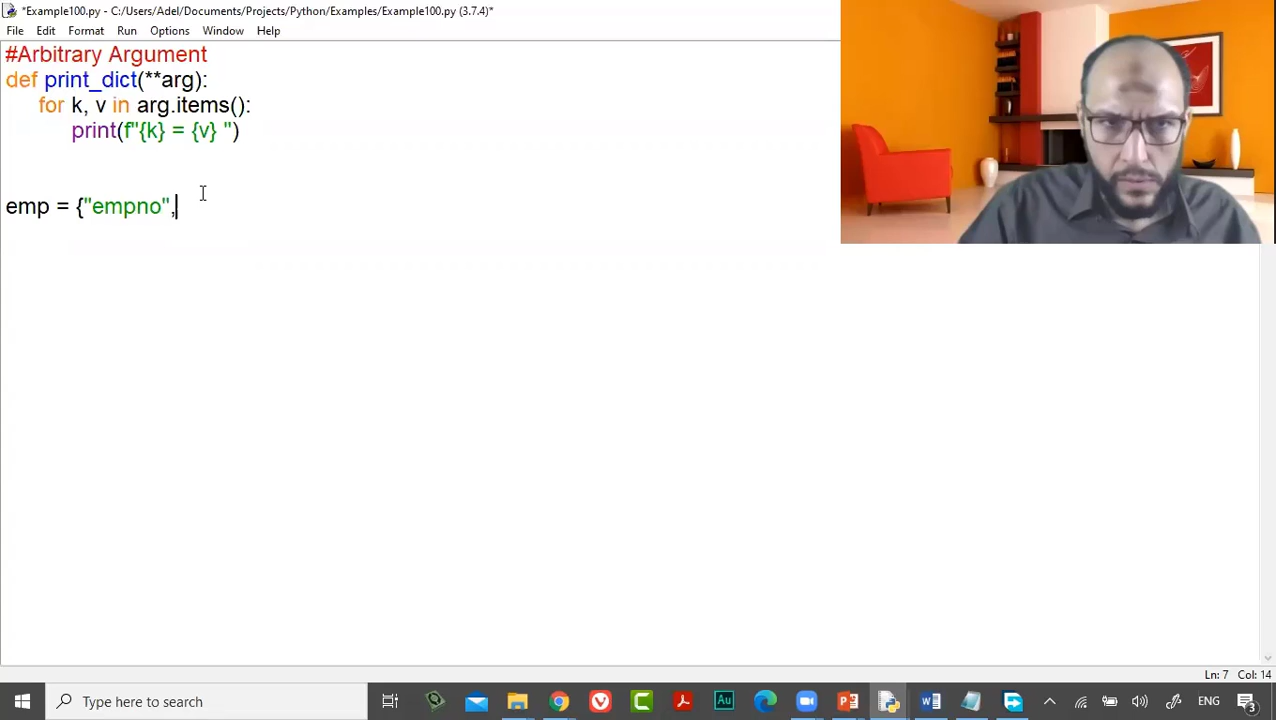 *Example100.py - C:/Users/Adel/Documents/Projects/Python/Examples/Example100.py (3.7.4)*
File Edit Format Run Options Window Help
#Arbitrary Argument
def print_dict(**arg):
for k, v in arg.items():
print(f"{k} = {v} ")
emp = {"empno",
Ln: 7 Col: 14
Type here to search
Au
ENG
3